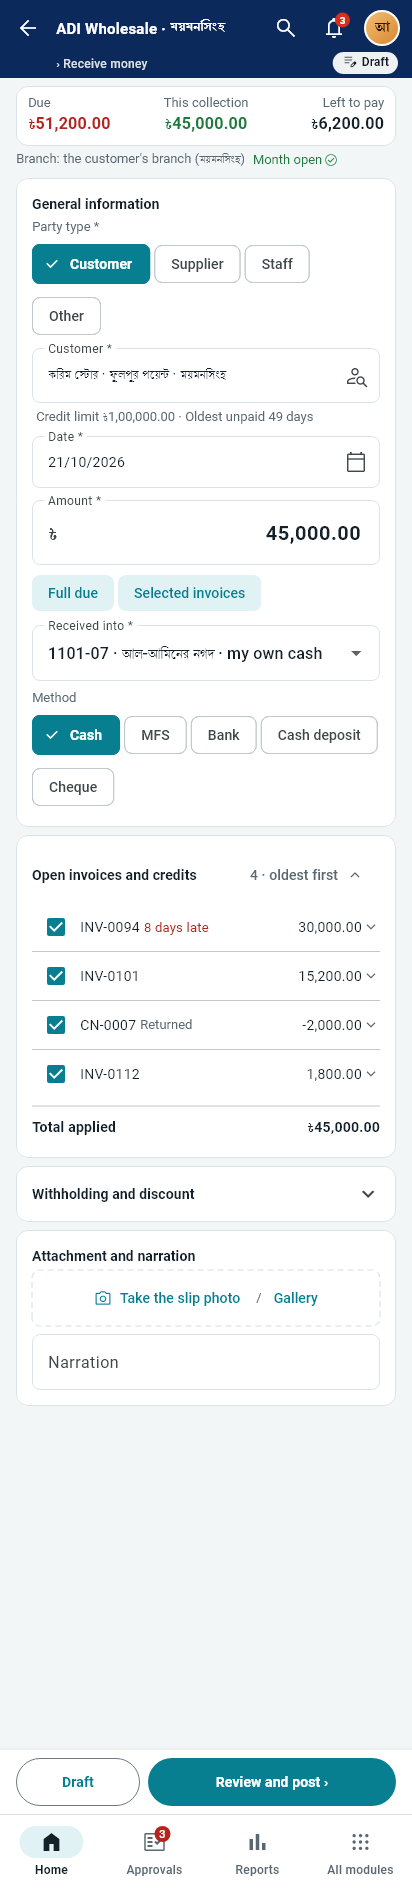 ADI Wholesale · ময়মনসিংহ
3
আ
› Receive money
Draft
Due
This collection
Left to pay
৳51,200.00
৳45,000.00
৳6,200.00
Branch: the customer's branch (ময়মনসিংহ) Month open
General information
Party type *
Customer
Supplier
Staff
Other
Customer *
করিম স্টোর · ফুলপুর পয়েন্ট · ময়মনসিংহ
Credit limit ৳1,00,000.00 · Oldest unpaid 49 days
Date *
21/10/2026
Amount *
৳
45,000.00
Full due
Selected invoices
Received into *
1101-07 · আল-আমিনের নগদ · my own cash
Method
Cash
MFS
Bank
Cash deposit
Cheque
Open invoices and credits
4 · oldest first
INV-0094 8 days late 30,000.00
INV-0101 15,200.00
CN-0007 Returned -2,000.00
INV-0112 1,800.00
Total applied ৳45,000.00
Withholding and discount
Attachment and narration
Take the slip photo / Gallery
Narration
Draft
Review and post ›
3
Home
Approvals
Reports
All modules